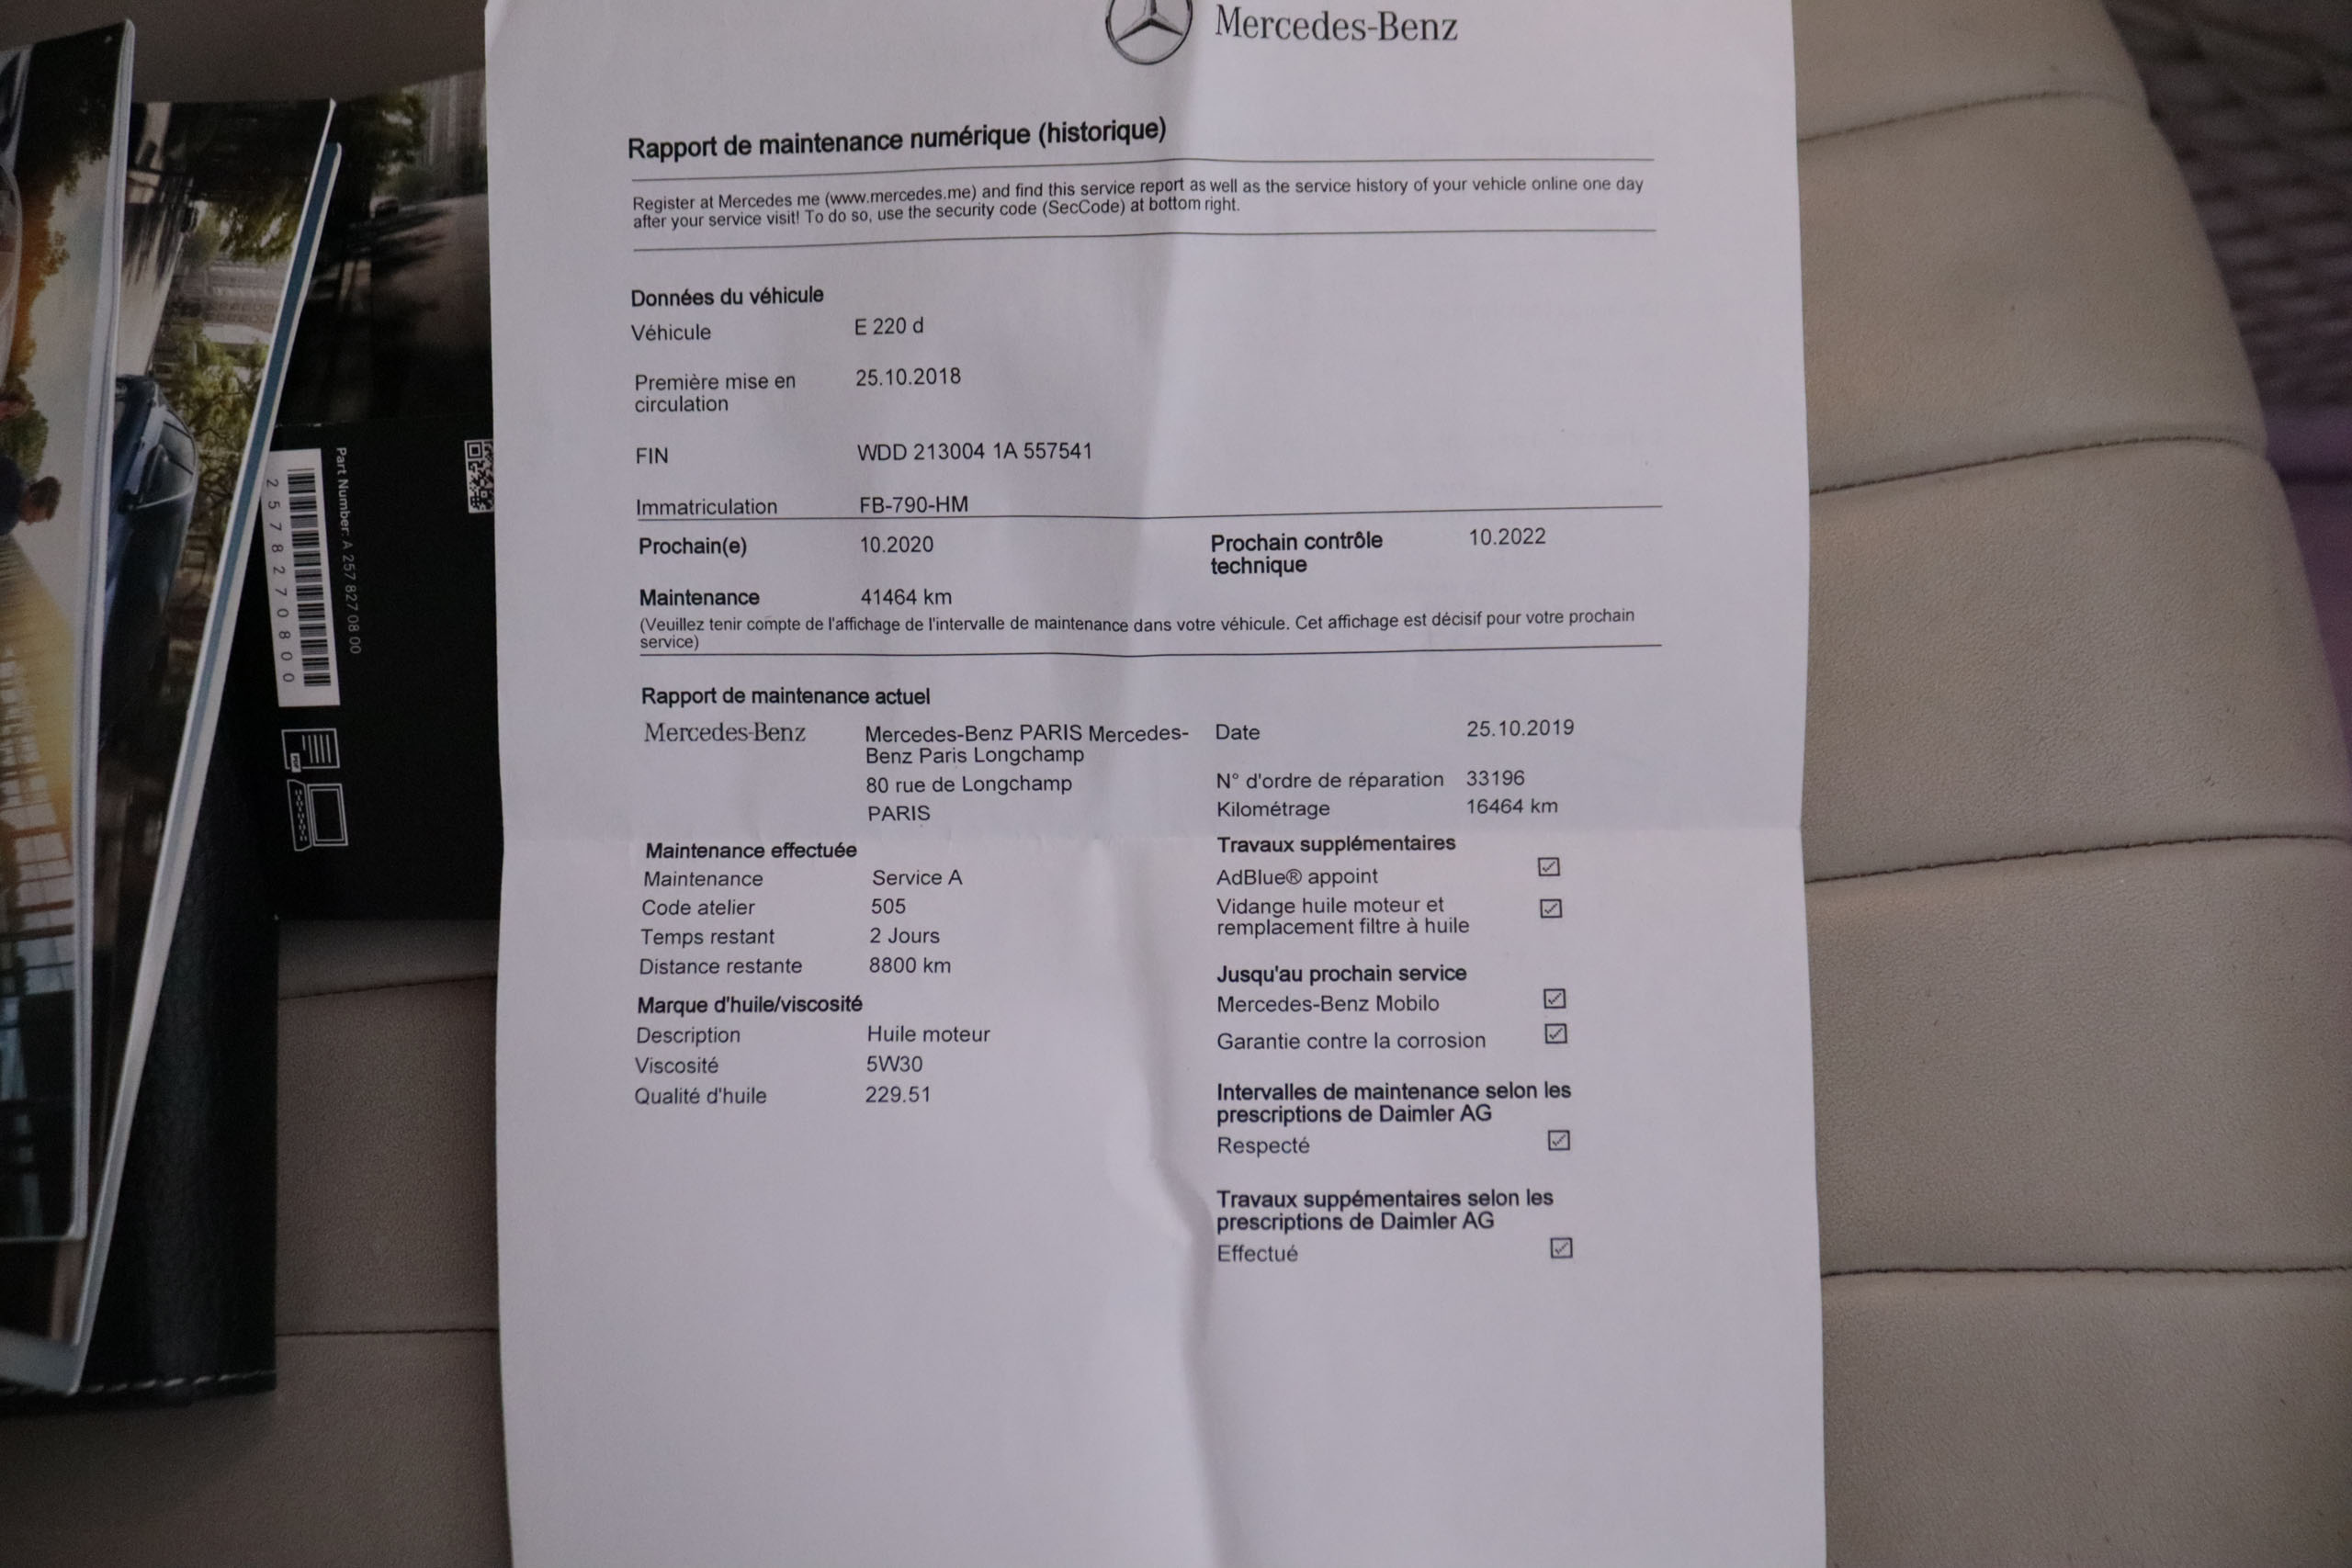 Mercedes-Benz
Rapport de maintenance numérique (historique)
Register at Mercedes me (www.mercedes.me) and find this service report as well as the service history of your vehicle online one day
after your service visit! To do so, use the security code (SecCode) at bottom right.
Données du véhicule
Véhicule E 220 d
Première mise en 25.10.2018
circulation
FIN WDD 213004 1A 557541
Immatriculation FB-790-HM
Prochain(e) 10.2020 Prochain contrôle 10.2022
technique
Maintenance 41464 km
(Veuillez tenir compte de l'affichage de l'intervalle de maintenance dans votre véhicule. Cet affichage est décisif pour votre prochain
service)
Rapport de maintenance actuel
Mercedes-Benz Mercedes-Benz PARIS Mercedes- Date 25.10.2019
Benz Paris Longchamp
80 rue de Longchamp N° d'ordre de réparation 33196
PARIS Kilométrage 16464 km
Maintenance effectuée
Maintenance Service A
Code atelier 505
Temps restant 2 Jours
Distance restante 8800 km
Marque d'huile/viscosité
Description Huile moteur
Viscosité 5W30
Qualité d'huile 229.51
Travaux supplémentaires
AdBlue® appoint
Vidange huile moteur et
remplacement filtre à huile
Jusqu'au prochain service
Mercedes-Benz Mobilo
Garantie contre la corrosion
Intervalles de maintenance selon les
prescriptions de Daimler AG
Respecté
Travaux suppémentaires selon les
prescriptions de Daimler AG
Effectué
Part Number: A 257 827 08 00
2578270800
PDF